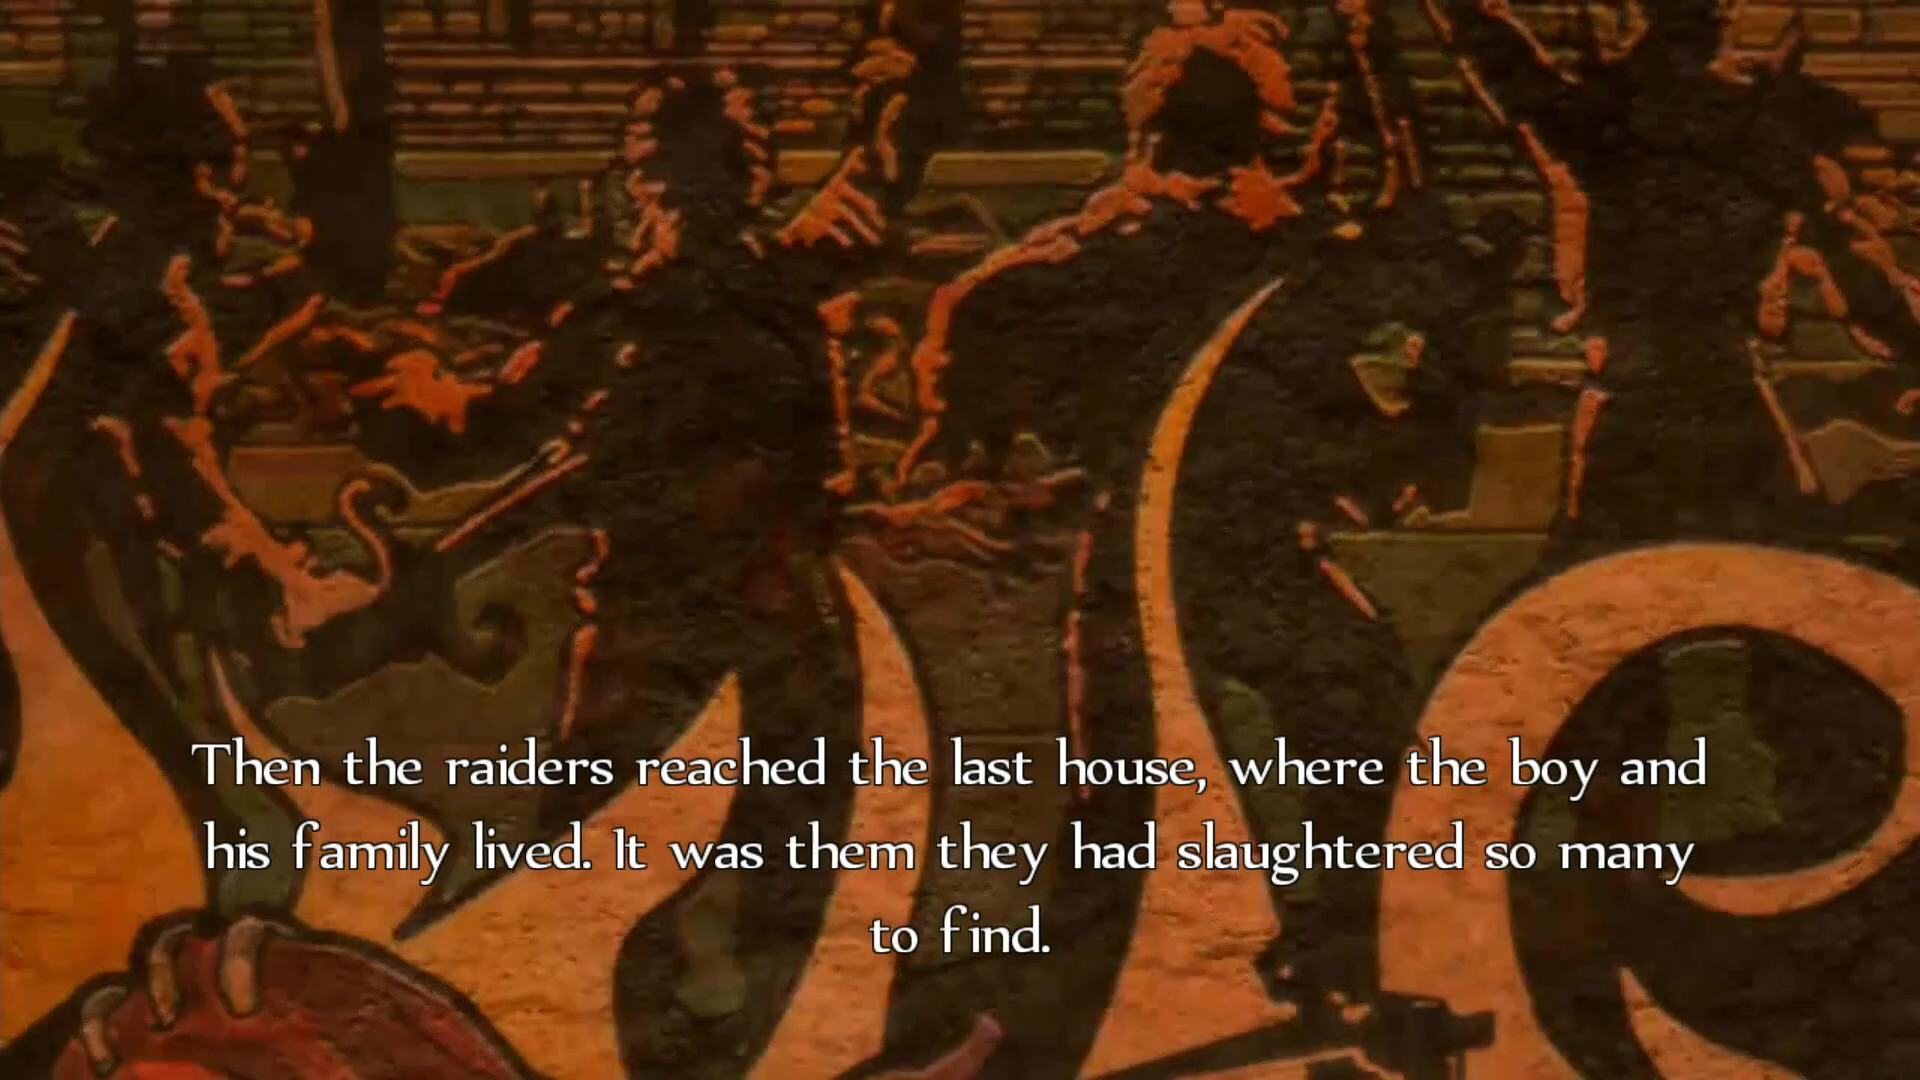 Then the raiders reached the last house, where the boy and
his family lived. It was them they had slaughtered so many
to find.